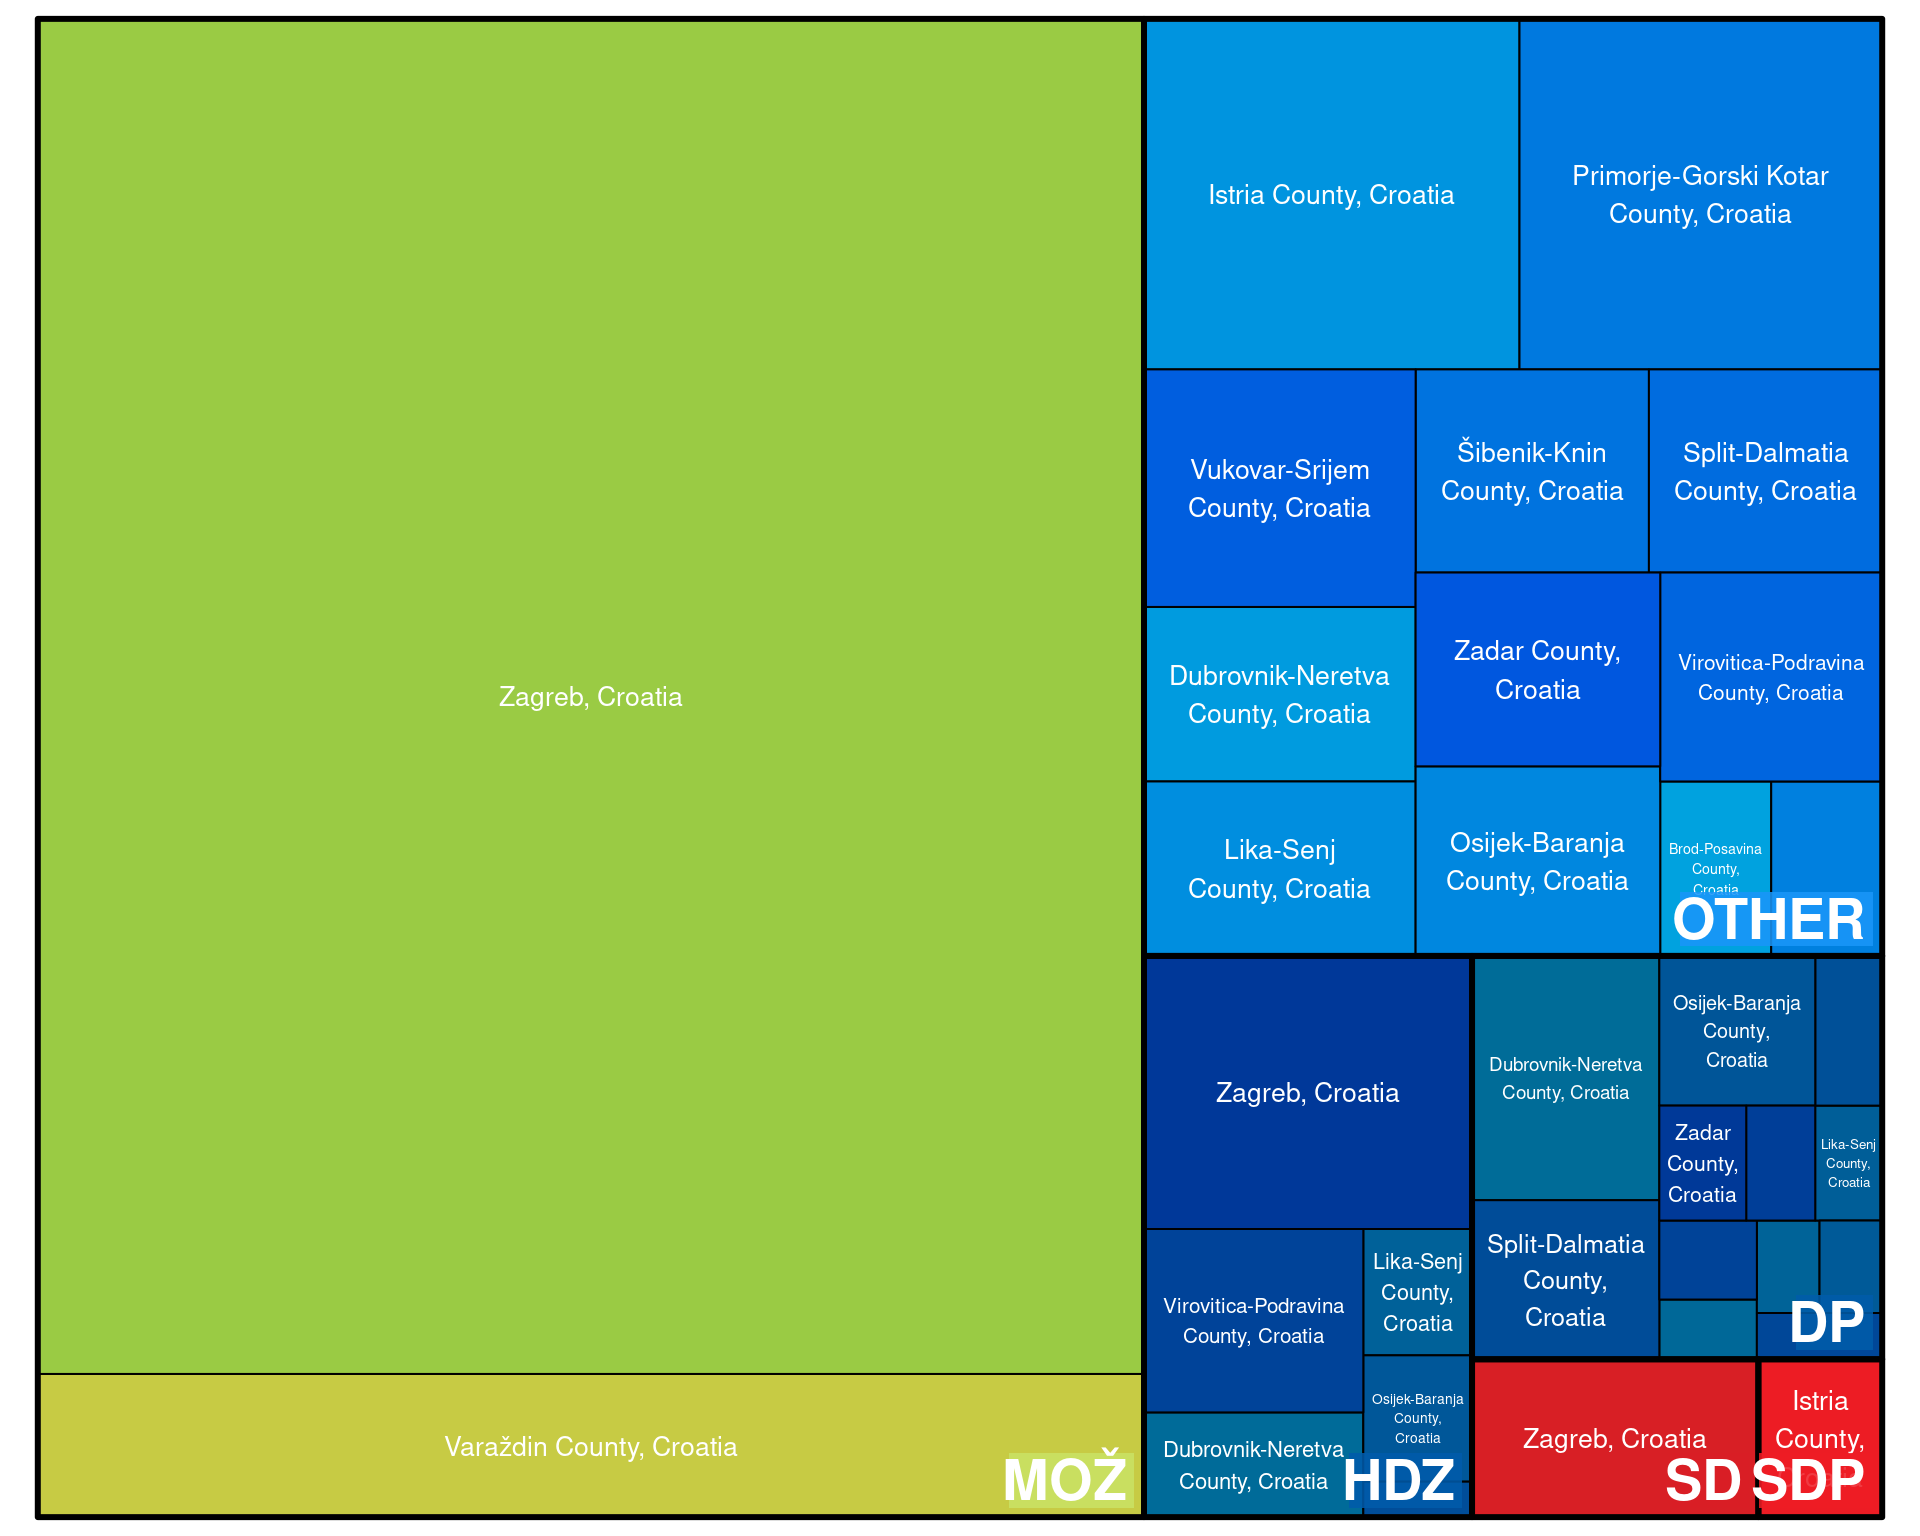 Zagreb, Croatia
Varaždin County, Croatia
MOŽ
Istria County, Croatia
Primorje-Gorski Kotar
County, Croatia
Vukovar-Srijem
County, Croatia
Šibenik-Knin
County, Croatia
Split-Dalmatia
County, Croatia
Dubrovnik-Neretva
County, Croatia
Zadar County,
Croatia
Virovitica-Podravina
County, Croatia
Lika-Senj
County, Croatia
Osijek-Baranja
County, Croatia
Brod-Posavina
County,
Croatia
OTHER
Zagreb, Croatia
Virovitica-Podravina
County, Croatia
Lika-Senj
County,
Croatia
Osijek-Baranja
County,
Croatia
Dubrovnik-Neretva
County, Croatia
HDZ
Dubrovnik-Neretva
County, Croatia
Osijek-Baranja
County,
Croatia
Zadar
County,
Croatia
Lika-Senj
County,
Croatia
Split-Dalmatia
County,
Croatia
DP
Zagreb, Croatia
SD
Istria
County,
Croatia
SDP